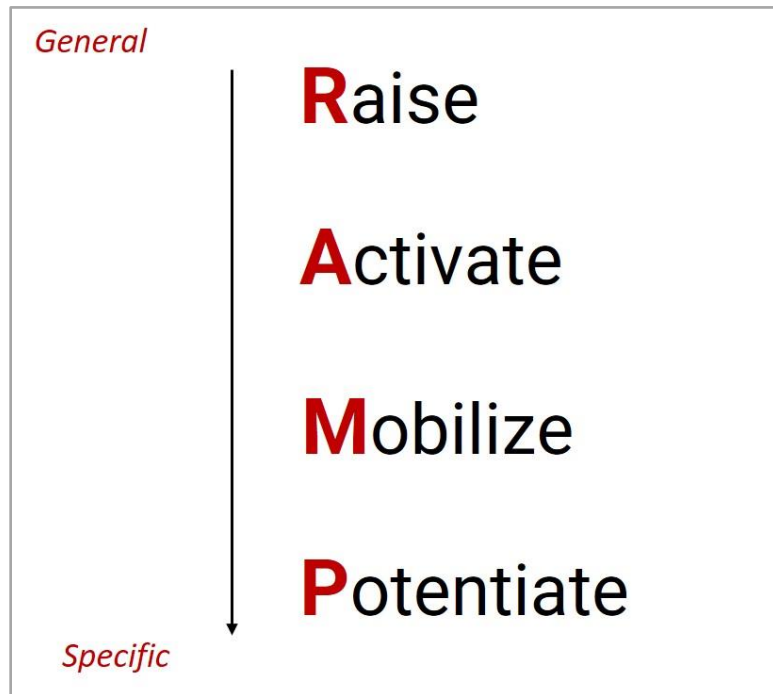 General
Raise
Activate
Mobilize
Potentiate
Specific